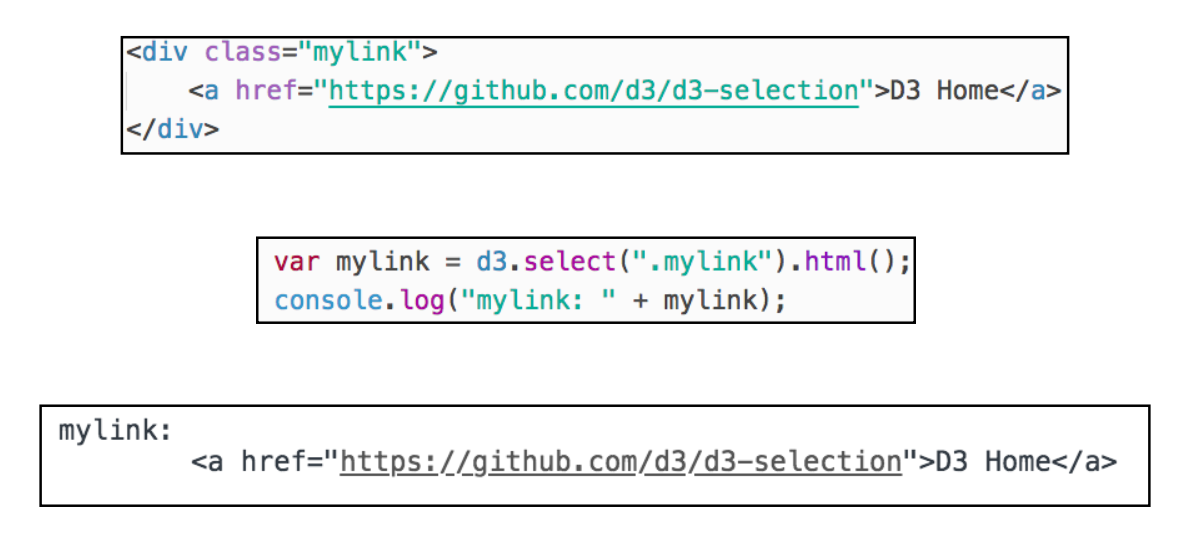 <div class="mylink">
    <a href="https://github.com/d3/d3-selection">D3 Home</a>
</div>
var mylink = d3.select(".mylink").html();
console.log("mylink: " + mylink);
mylink:
        <a href="https://github.com/d3/d3-selection">D3 Home</a>